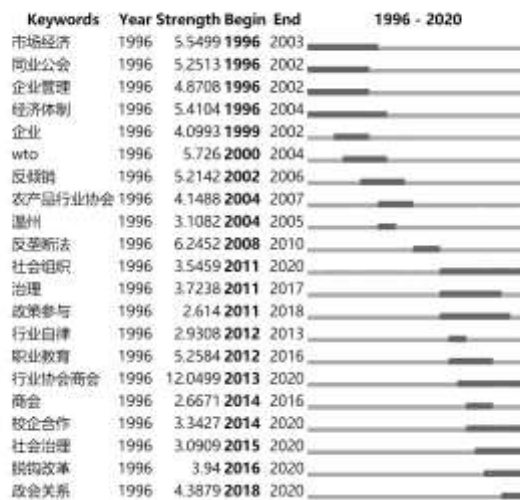 Keywords Year Strength Begin End 1996 - 2020
市场经济 1996 5.5499 1996 2003
同业公会 1996 5.2513 1996 2002
企业管理 1996 4.8708 1996 2002
经济体制 1996 5.4104 1996 2004
企业 1996 4.0993 1999 2002
wto 1996 5.726 2000 2004
反倾销 1996 5.2142 2002 2006
农产品行业协会 1996 4.1488 2004 2007
温州 1996 3.1082 2004 2005
反垄断法 1996 6.2452 2008 2010
社会组织 1996 3.5459 2011 2020
治理 1996 3.7238 2011 2017
政策参与 1996 2.614 2011 2018
行业自律 1996 2.9308 2012 2013
职业教育 1996 5.2584 2012 2016
行业协会商会 1996 12.0499 2013 2020
商会 1996 2.6671 2014 2016
校企合作 1996 3.3427 2014 2020
社会治理 1996 3.0909 2015 2020
脱钩改革 1996 3.94 2016 2020
政会关系 1996 4.3879 2018 2020